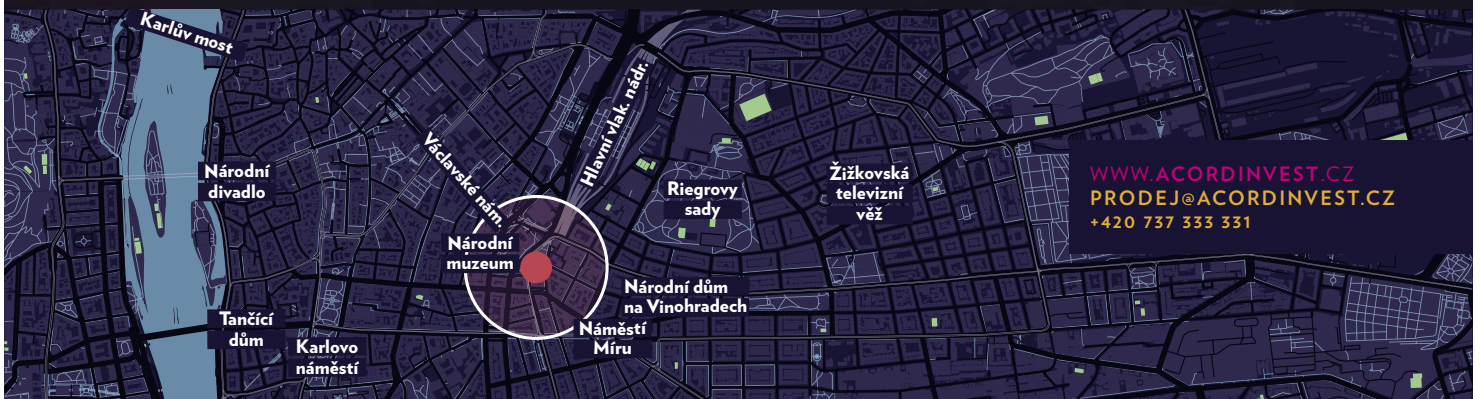 Karlův most
Národní
divadlo
Václavské nám.
Hlavní vlak. nádr.
Riegrovy
sady
Žižkovská
televizní
věž
WWW.ACORDINVEST.CZ
PRODEJ@ACORDINVEST.CZ
+420 737 333 331
Národní
muzeum
Národní dům
na Vinohradech
Tančící
dům
Karlovo
náměstí
Náměstí
Míru